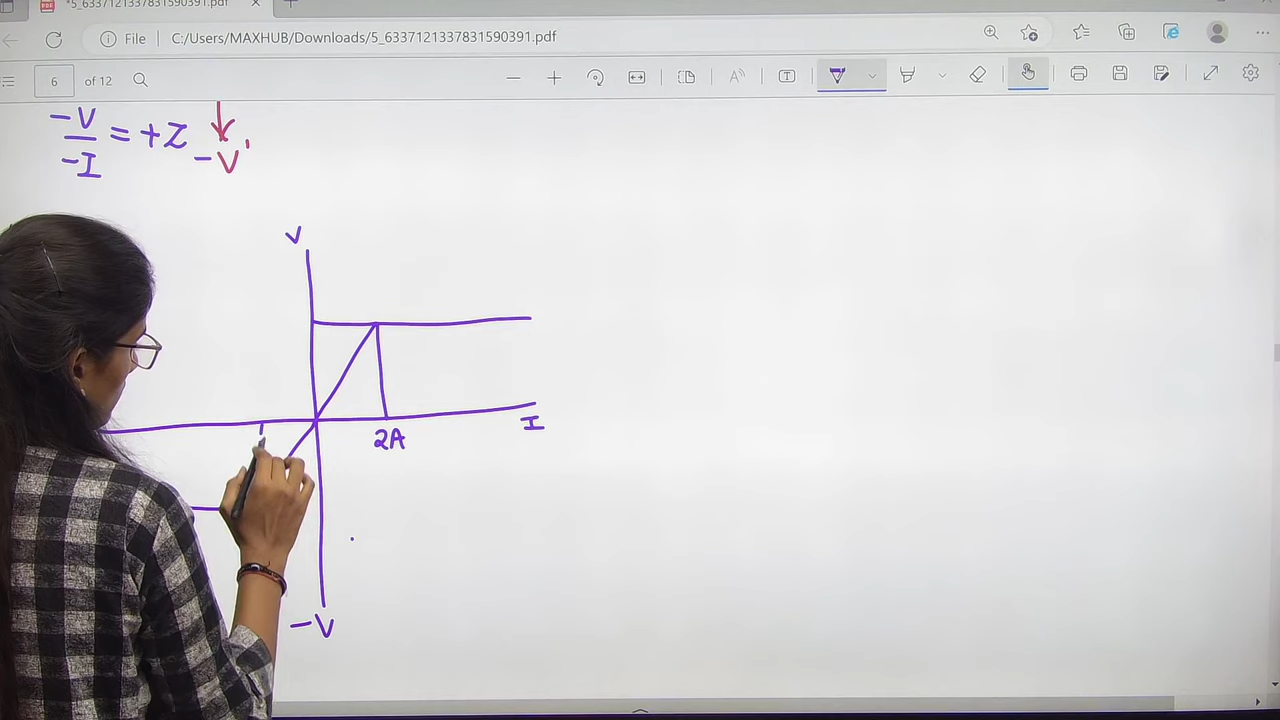 *5_6337121337831590391.pdf
File | C:/Users/MAXHUB/Downloads/5_6337121337831590391.pdf
6 of 12
-V/-I = +Z
-V
V
2A
I
-V